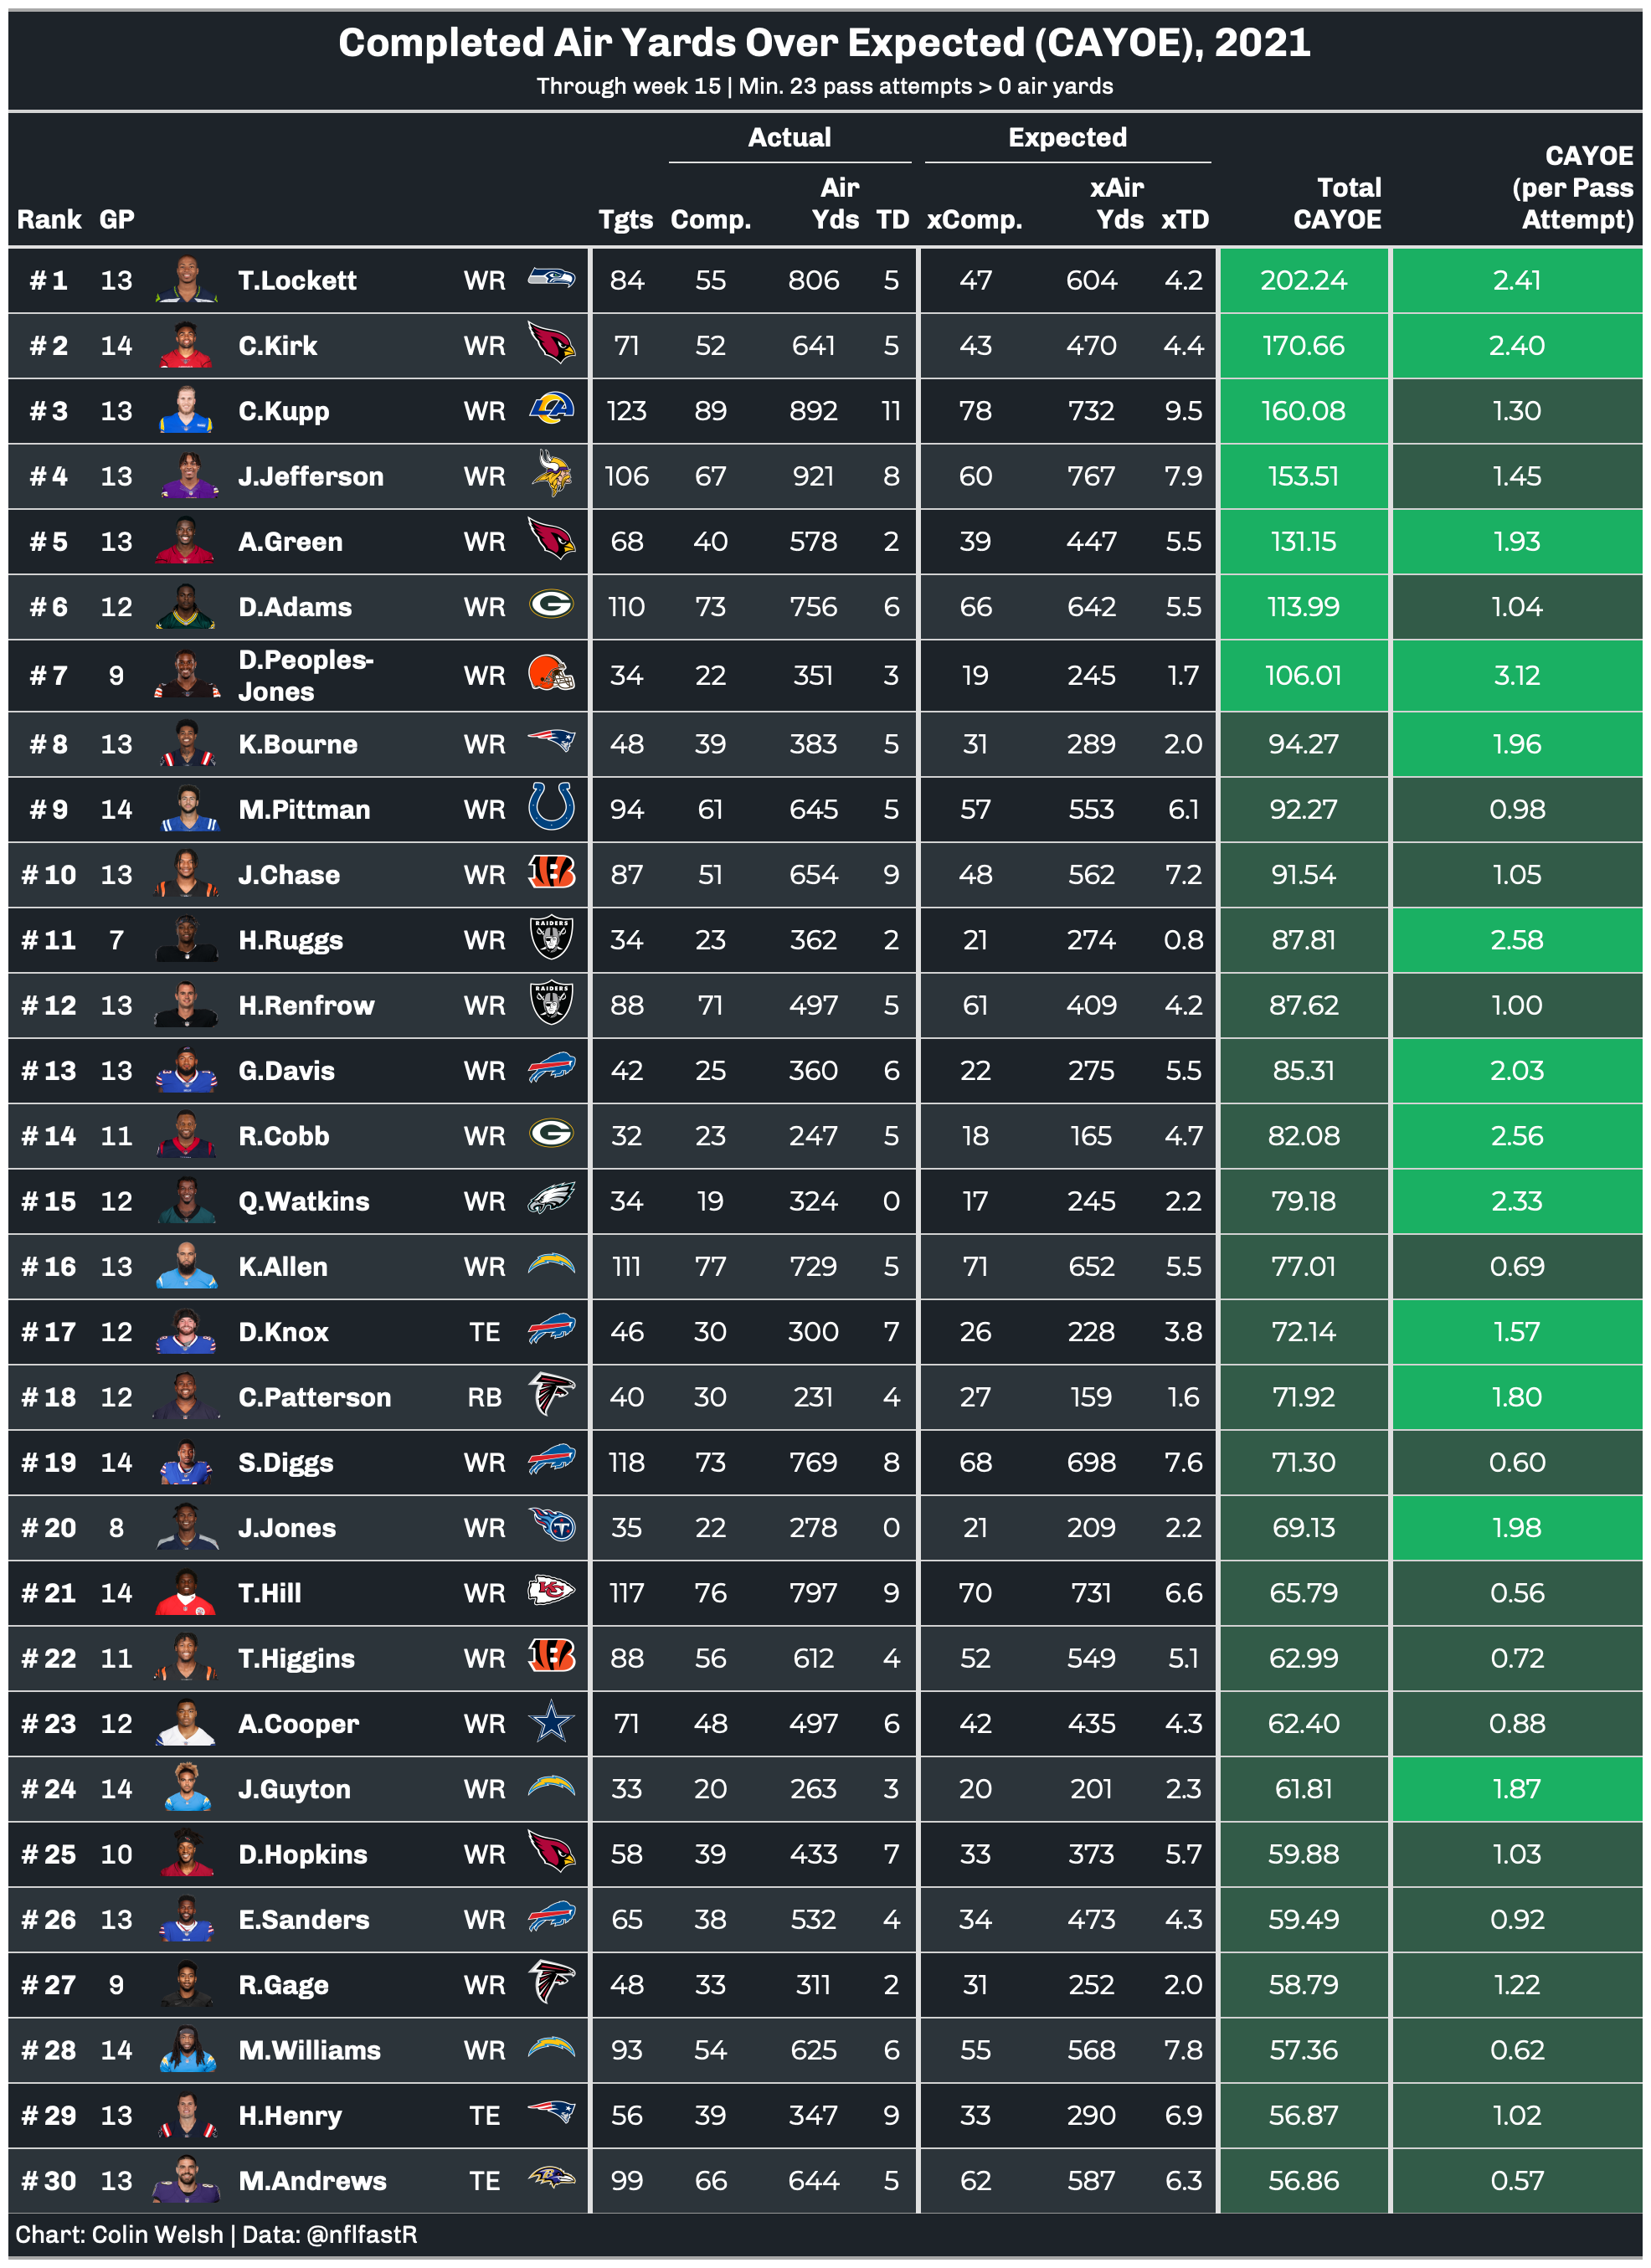 Completed Air Yards Over Expected (CAYOE), 2021
Through week 15 | Min. 23 pass attempts > 0 air yards
Actual Expected
Rank GP Tgts Comp. Air Yds TD xComp. xAir Yds xTD Total CAYOE CAYOE (per Pass Attempt)
# 1 13 T.Lockett WR 84 55 806 5 47 604 4.2 202.24 2.41
# 2 14 C.Kirk WR 71 52 641 5 43 470 4.4 170.66 2.40
# 3 13 C.Kupp WR 123 89 892 11 78 732 9.5 160.08 1.30
# 4 13 J.Jefferson WR 106 67 921 8 60 767 7.9 153.51 1.45
# 5 13 A.Green WR 68 40 578 2 39 447 5.5 131.15 1.93
# 6 12 D.Adams WR 110 73 756 6 66 642 5.5 113.99 1.04
# 7 9 D.Peoples-Jones WR 34 22 351 3 19 245 1.7 106.01 3.12
# 8 13 K.Bourne WR 48 39 383 5 31 289 2.0 94.27 1.96
# 9 14 M.Pittman WR 94 61 645 5 57 553 6.1 92.27 0.98
# 10 13 J.Chase WR 87 51 654 9 48 562 7.2 91.54 1.05
# 11 7 H.Ruggs WR RAIDERS 34 23 362 2 21 274 0.8 87.81 2.58
# 12 13 H.Renfrow WR RAIDERS 88 71 497 5 61 409 4.2 87.62 1.00
# 13 13 G.Davis WR 42 25 360 6 22 275 5.5 85.31 2.03
# 14 11 R.Cobb WR 32 23 247 5 18 165 4.7 82.08 2.56
# 15 12 Q.Watkins WR 34 19 324 0 17 245 2.2 79.18 2.33
# 16 13 K.Allen WR 111 77 729 5 71 652 5.5 77.01 0.69
# 17 12 D.Knox TE 46 30 300 7 26 228 3.8 72.14 1.57
# 18 12 C.Patterson RB 40 30 231 4 27 159 1.6 71.92 1.80
# 19 14 S.Diggs WR 118 73 769 8 68 698 7.6 71.30 0.60
# 20 8 J.Jones WR 35 22 278 0 21 209 2.2 69.13 1.98
# 21 14 T.Hill WR 117 76 797 9 70 731 6.6 65.79 0.56
# 22 11 T.Higgins WR 88 56 612 4 52 549 5.1 62.99 0.72
# 23 12 A.Cooper WR 71 48 497 6 42 435 4.3 62.40 0.88
# 24 14 J.Guyton WR 33 20 263 3 20 201 2.3 61.81 1.87
# 25 10 D.Hopkins WR 58 39 433 7 33 373 5.7 59.88 1.03
# 26 13 E.Sanders WR 65 38 532 4 34 473 4.3 59.49 0.92
# 27 9 R.Gage WR 48 33 311 2 31 252 2.0 58.79 1.22
# 28 14 M.Williams WR 93 54 625 6 55 568 7.8 57.36 0.62
# 29 13 H.Henry TE 56 39 347 9 33 290 6.9 56.87 1.02
# 30 13 M.Andrews TE 99 66 644 5 62 587 6.3 56.86 0.57
Chart: Colin Welsh | Data: @nflfastR